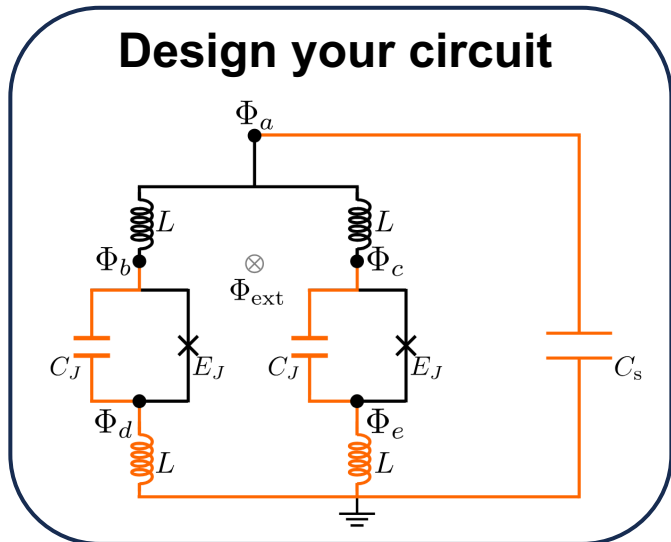 Design your circuit
Φ_a
L L
Φ_b Φ_c
Φ_ext
C_J E_J C_J E_J C_s
Φ_d Φ_e
L L